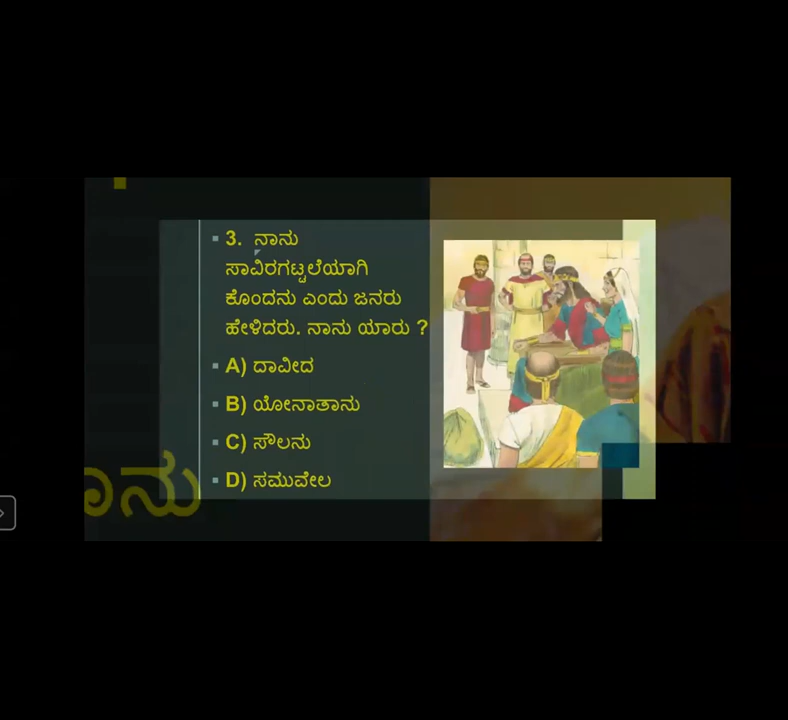 3. ನಾನು
ಸಾವಿರಗಟ್ಟಲೆಯಾಗಿ
ಕೊಂದನು ಎಂದು ಜನರು
ಹೇಳಿದರು. ನಾನು ಯಾರು ?
A) ದಾವೀದ
B) ಯೋನಾತಾನು
C) ಸೌಲನು
D) ಸಮುವೇಲ
ನಾನು